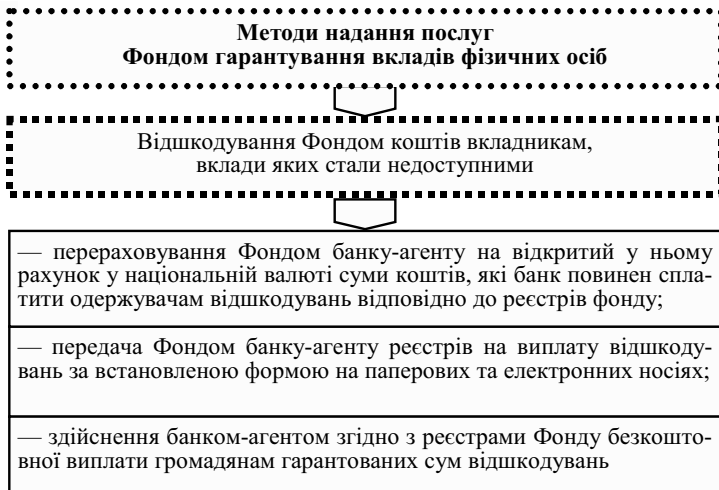 Методи надання послуг
Фондом гарантування вкладів фізичних осіб
Відшкодування Фондом коштів вкладникам,
вклади яких стали недоступними
— перераховування Фондом банку-агенту на відкритий у ньому
рахунок у національній валюті суми коштів, які банк повинен спла-
тити одержувачам відшкодувань відповідно до реєстрів фонду;
— передача Фондом банку-агенту реєстрів на виплату відшкоду-
вань за встановленою формою на паперових та електронних носіях;
— здійснення банком-агентом згідно з реєстрами Фонду безкошто-
вної виплати громадянам гарантованих сум відшкодувань